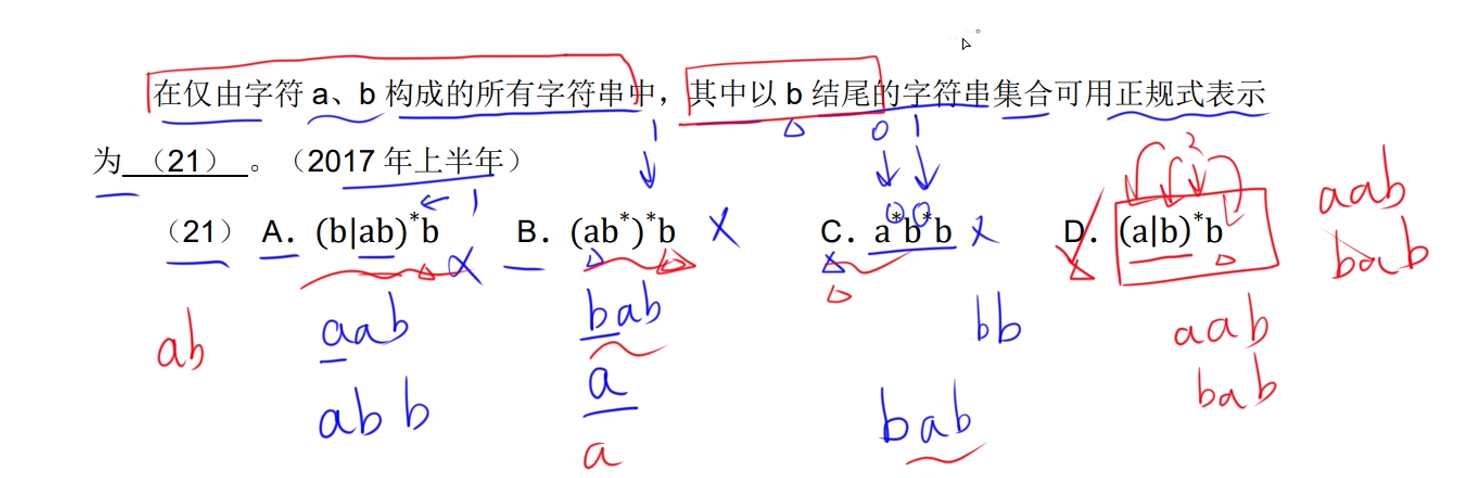 在仅由字符 a、b 构成的所有字符串中，其中以 b 结尾的字符串集合可用正规式表示
为 （21） 。（2017 年上半年）
（21） A. (b|ab)*b B. (ab*)*b X C. a*b*b X D. (a|b)*b
aab
bab
ab aab bab bb aab
abb a bab bab
a